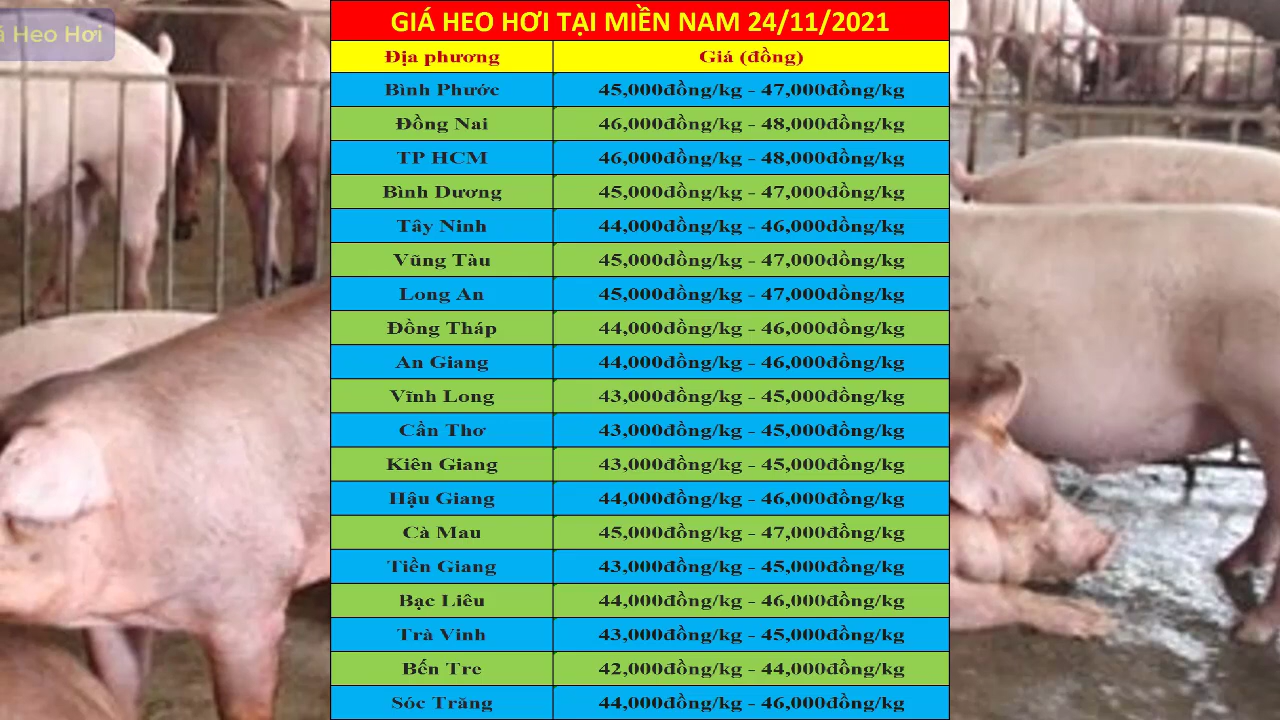 á Heo Hơi
GIÁ HEO HƠI TẠI MIỀN NAM 24/11/2021
Địa phương Giá (đồng)
Bình Phước 45,000đồng/kg - 47,000đồng/kg
Đồng Nai 46,000đồng/kg - 48,000đồng/kg
TP HCM 46,000đồng/kg - 48,000đồng/kg
Bình Dương 45,000đồng/kg - 47,000đồng/kg
Tây Ninh 44,000đồng/kg - 46,000đồng/kg
Vũng Tàu 45,000đồng/kg - 47,000đồng/kg
Long An 45,000đồng/kg - 47,000đồng/kg
Đồng Tháp 44,000đồng/kg - 46,000đồng/kg
An Giang 44,000đồng/kg - 46,000đồng/kg
Vĩnh Long 43,000đồng/kg - 45,000đồng/kg
Cần Thơ 43,000đồng/kg - 45,000đồng/kg
Kiên Giang 43,000đồng/kg - 45,000đồng/kg
Hậu Giang 44,000đồng/kg - 46,000đồng/kg
Cà Mau 45,000đồng/kg - 47,000đồng/kg
Tiền Giang 43,000đồng/kg - 45,000đồng/kg
Bạc Liêu 44,000đồng/kg - 46,000đồng/kg
Trà Vinh 43,000đồng/kg - 45,000đồng/kg
Bến Tre 42,000đồng/kg - 44,000đồng/kg
Sóc Trăng 44,000đồng/kg - 46,000đồng/kg